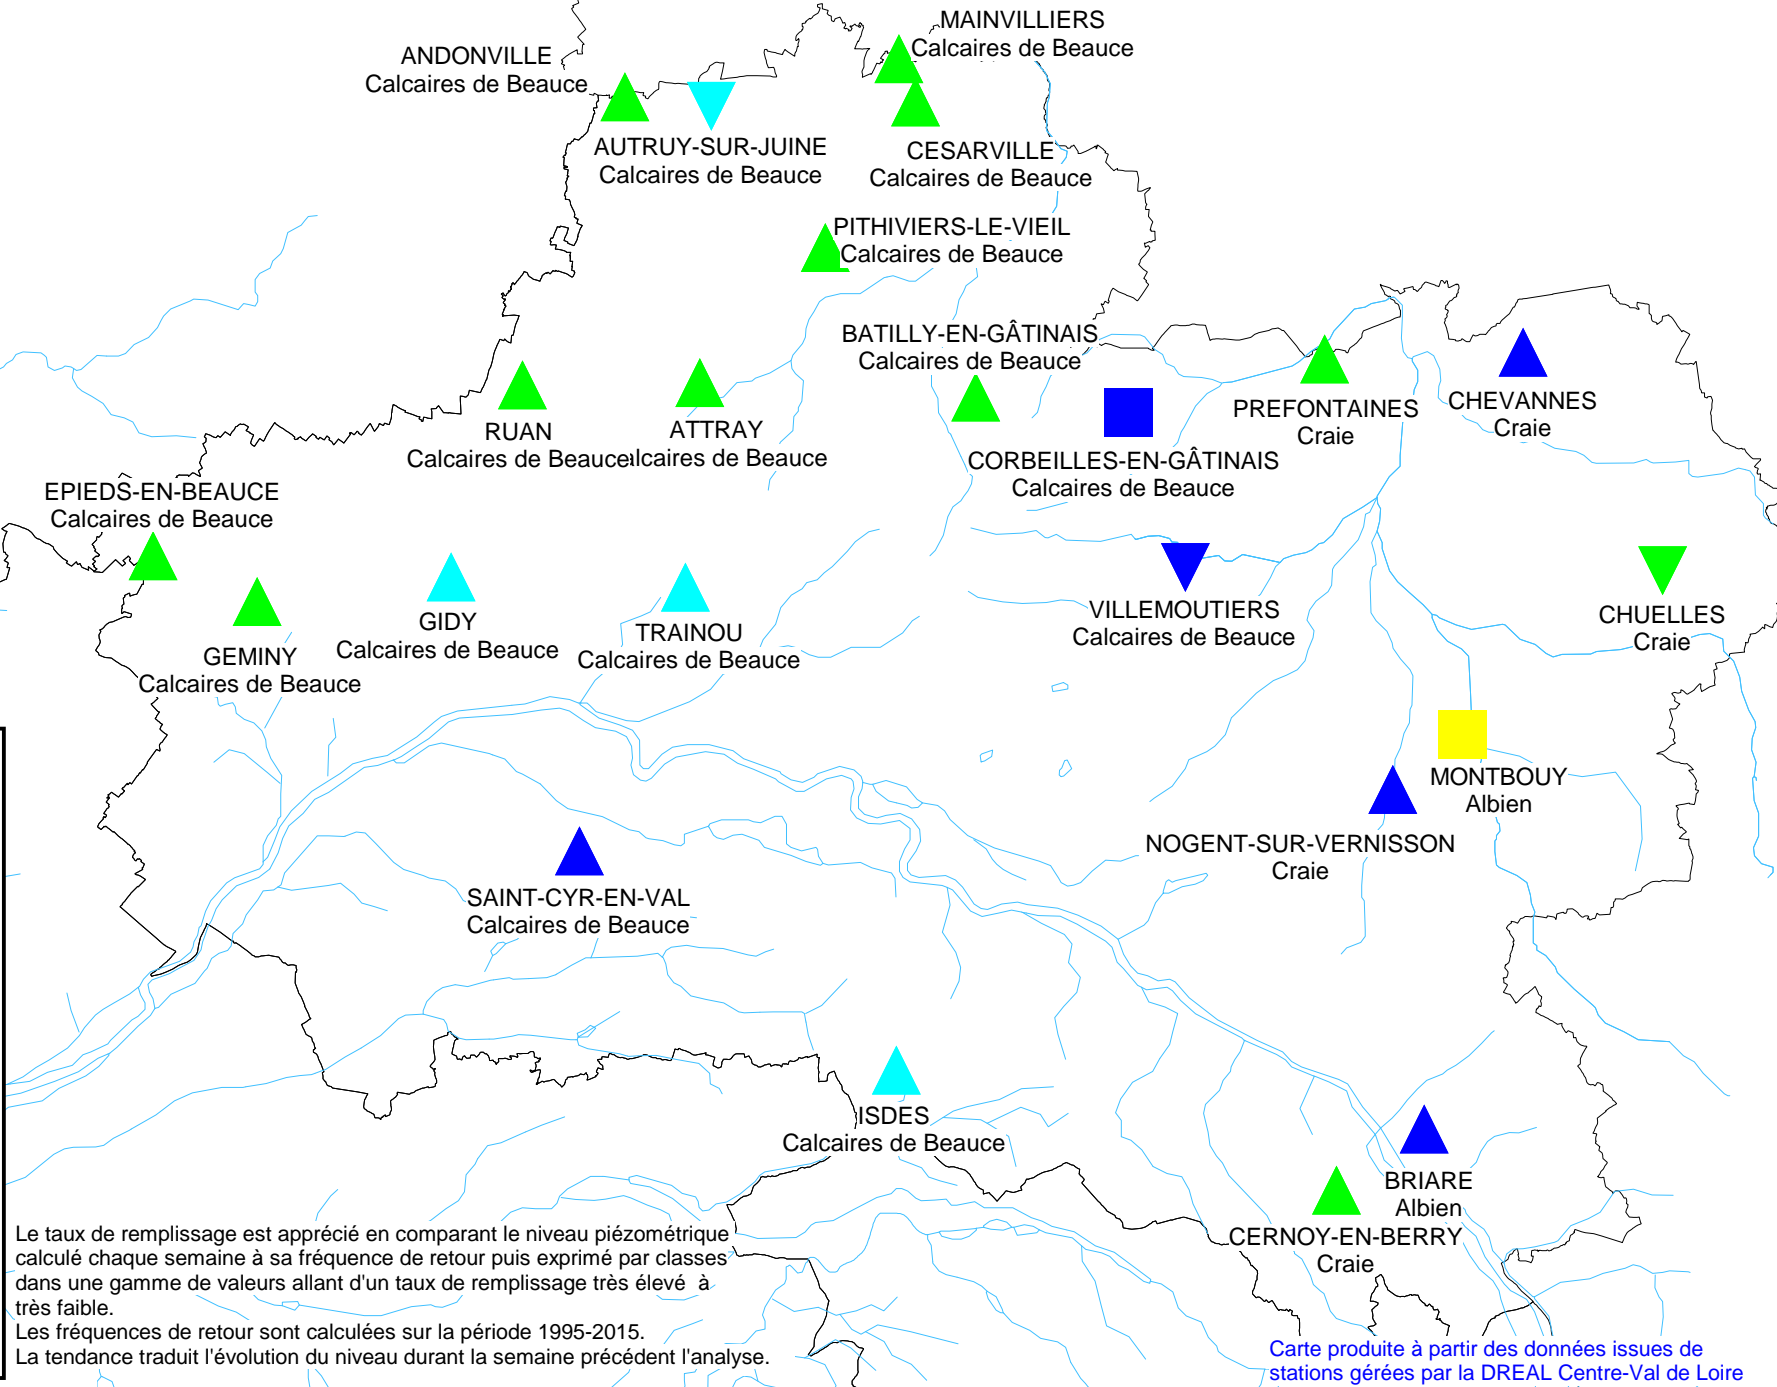 MAINVILLIERS
Calcaires de Beauce
ANDONVILLE
Calcaires de Beauce
AUTRUY-SUR-JUINE
Calcaires de Beauce
CESARVILLE
Calcaires de Beauce
PITHIVIERS-LE-VIEIL
Calcaires de Beauce
BATILLY-EN-GÂTINAIS
Calcaires de Beauce
RUAN
Calcaires de Beauce
ATTRAY
lcaires de Beauce
PREFONTAINES
Craie
CHEVANNES
Craie
CORBEILLES-EN-GÂTINAIS
Calcaires de Beauce
EPIEDS-EN-BEAUCE
Calcaires de Beauce
GEMINY
Calcaires de Beauce
GIDY
Calcaires de Beauce
TRAINOU
Calcaires de Beauce
VILLEMOUTIERS
Calcaires de Beauce
CHUELLES
Craie
MONTBOUY
Albien
NOGENT-SUR-VERNISSON
Craie
SAINT-CYR-EN-VAL
Calcaires de Beauce
ISDES
Calcaires de Beauce
BRIARE
Albien
CERNOY-EN-BERRY
Craie
Le taux de remplissage est apprécié en comparant le niveau piézométrique
calculé chaque semaine à sa fréquence de retour puis exprimé par classes
dans une gamme de valeurs allant d'un taux de remplissage très élevé à
très faible.
Les fréquences de retour sont calculées sur la période 1995-2015.
La tendance traduit l'évolution du niveau durant la semaine précédent l'analyse.
Carte produite à partir des données issues de
stations gérées par la DREAL Centre-Val de Loire